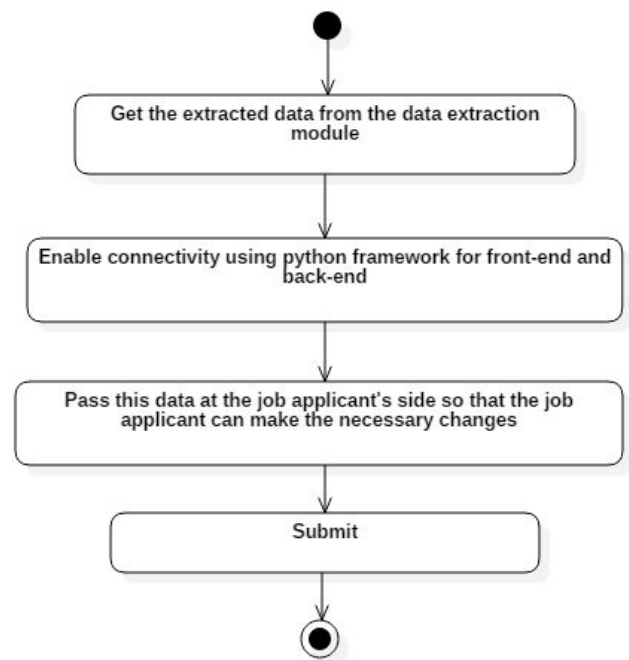 Get the extracted data from the data extraction
module
Enable connectivity using python framework for front-end and
back-end
Pass this data at the job applicant's side so that the job
applicant can make the necessary changes
Submit